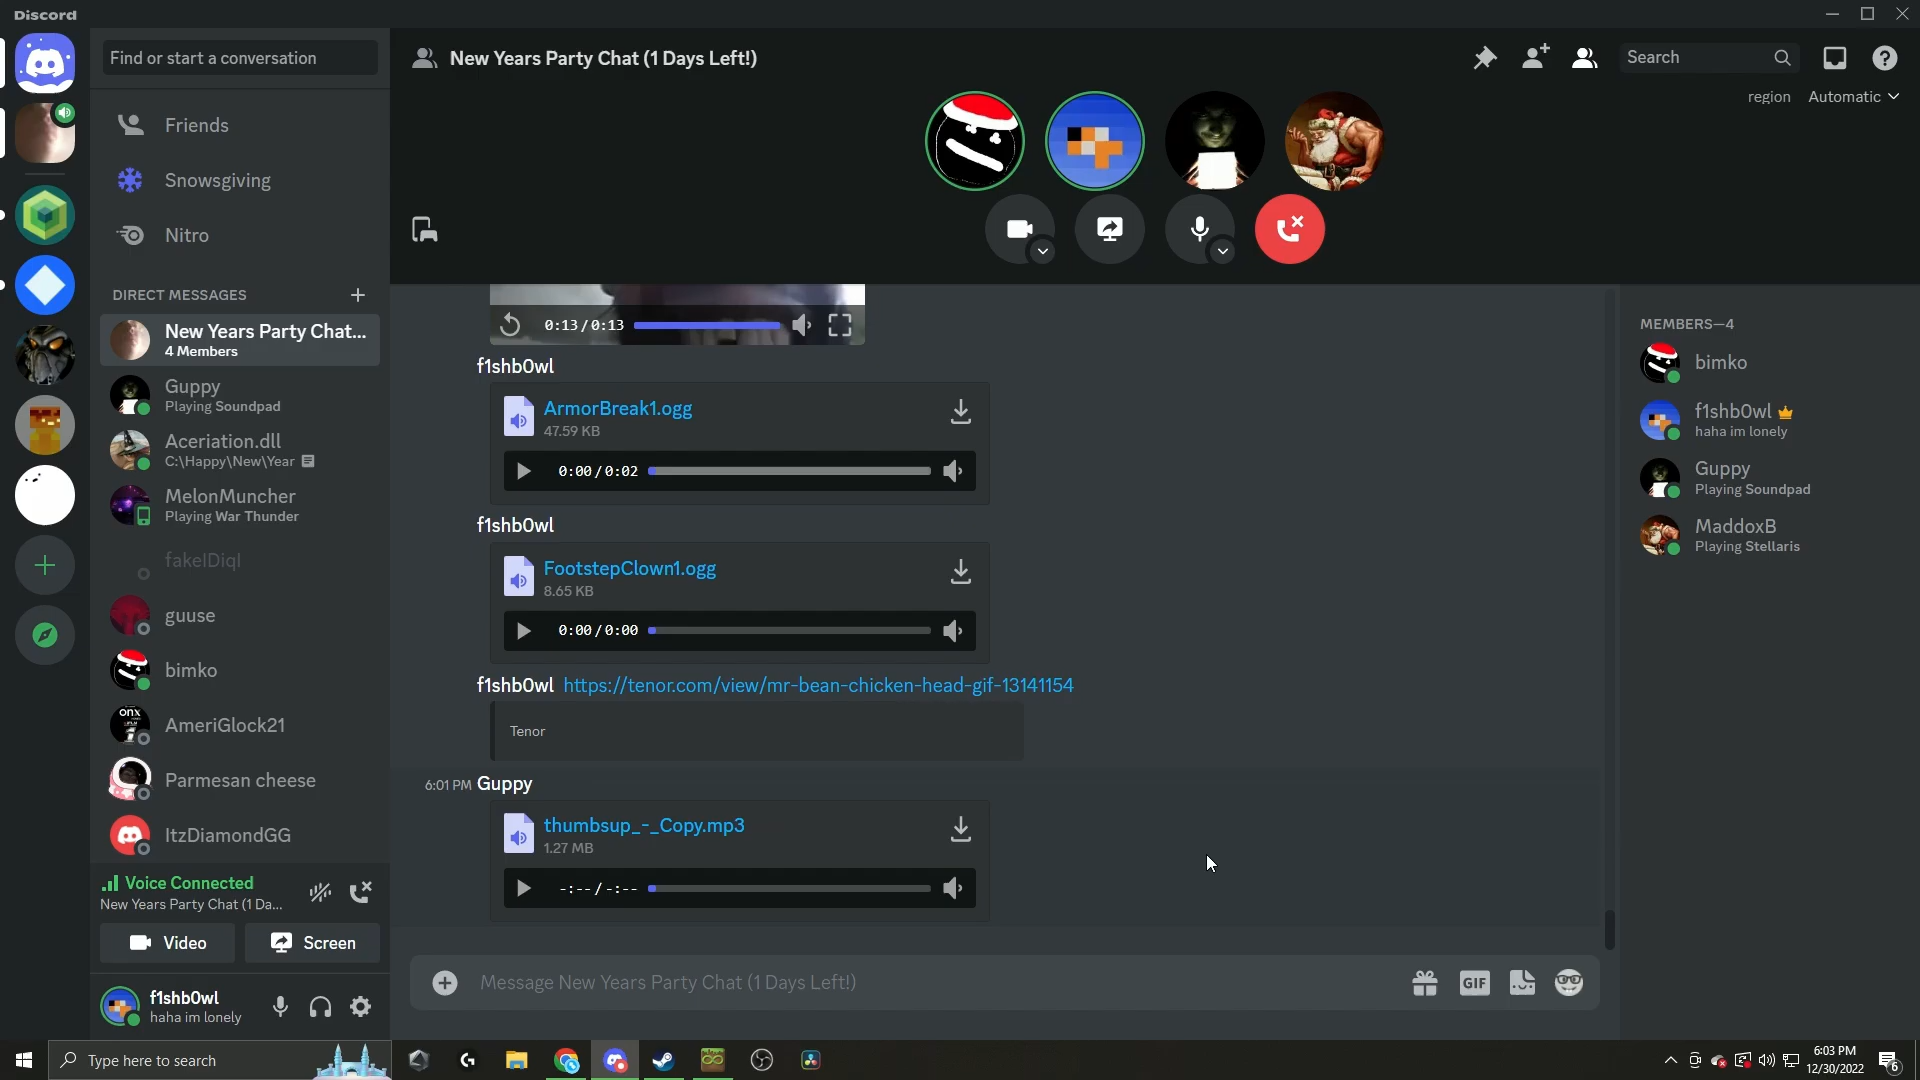 Discord
Find or start a conversation
Friends
Snowsgiving
Nitro
DIRECT MESSAGES
New Years Party Chat...
4 Members
Guppy
Playing Soundpad
Aceriation.dll
C:\Happy\New\Year
MelonMuncher
Playing War Thunder
fakeIDiql
guuse
bimko
onx
AmeriGlock21
Parmesan cheese
ItzDiamondGG
Voice Connected
New Years Party Chat (1 Da...
Video
Screen
f1shb0wl
haha im lonely
New Years Party Chat (1 Days Left!)
Search
region Automatic
0:13/0:13
f1shb0wl
ArmorBreak1.ogg
47.59 KB
0:00/0:02
f1shb0wl
FootstepClown1.ogg
8.65 KB
0:00/0:00
f1shb0wl https://tenor.com/view/mr-bean-chicken-head-gif-13141154
Tenor
6:01 PM Guppy
thumbsup_-_Copy.mp3
1.27 MB
-:--/-:--
Message New Years Party Chat (1 Days Left!)
GIF
MEMBERS—4
bimko
f1shb0wl
haha im lonely
Guppy
Playing Soundpad
MaddoxB
Playing Stellaris
Type here to search
6:03 PM
12/30/2022
6